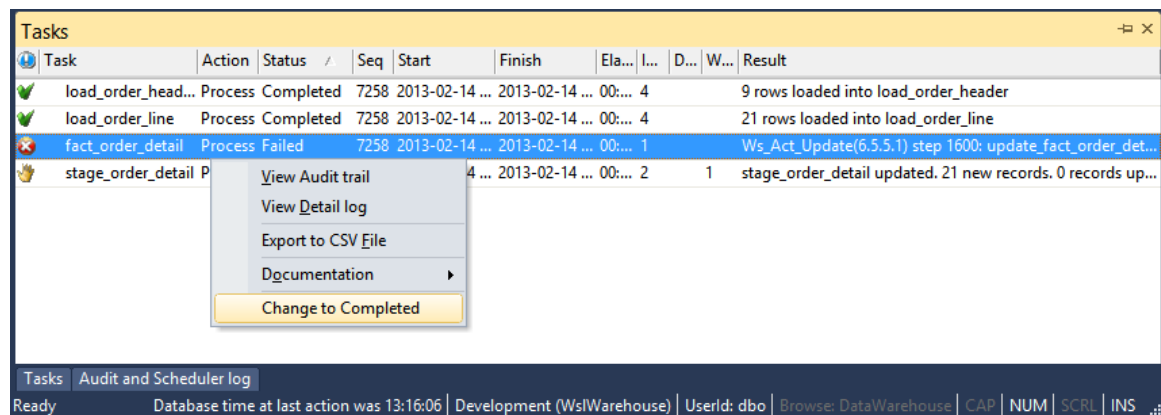 Tasks
Task Action Status Seq Start Finish Ela... I... D... W... Result
load_order_head... Process Completed 7258 2013-02-14 ... 2013-02-14 ... 00:... 4 9 rows loaded into load_order_header
load_order_line Process Completed 7258 2013-02-14 ... 2013-02-14 ... 00:... 4 21 rows loaded into load_order_line
fact_order_detail Process Failed 7258 2013-02-14 ... 2013-02-14 ... 00:... 1 Ws_Act_Update(6.5.5.1) step 1600: update_fact_order_det...
stage_order_detail P 4 ... 2013-02-14 ... 00:... 2 1 stage_order_detail updated. 21 new records. 0 records up...
View Audit trail
View Detail log
Export to CSV File
Documentation
Change to Completed
Tasks Audit and Scheduler log
Ready Database time at last action was 13:16:06 Development (WslWarehouse) UserId: dbo Browse: DataWarehouse CAP NUM SCRL INS